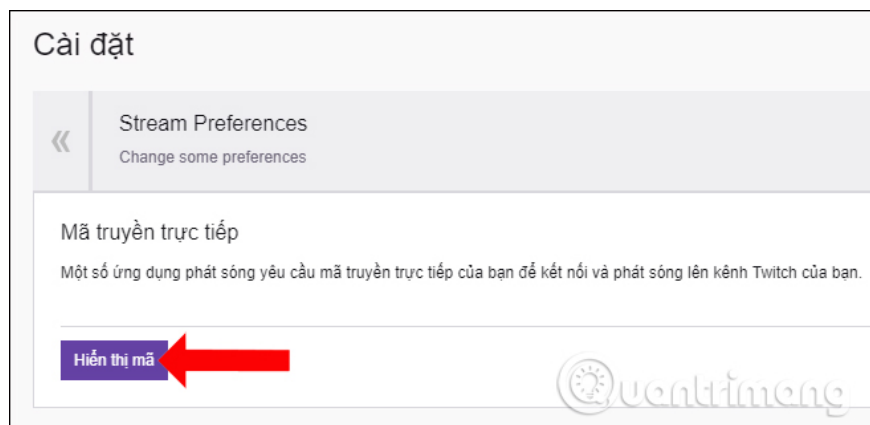 Cài đặt
Stream Preferences
Change some preferences
Mã truyền trực tiếp
Một số ứng dụng phát sóng yêu cầu mã truyền trực tiếp của bạn để kết nối và phát sóng lên kênh Twitch của bạn.
Hiển thị mã
Quantrimang